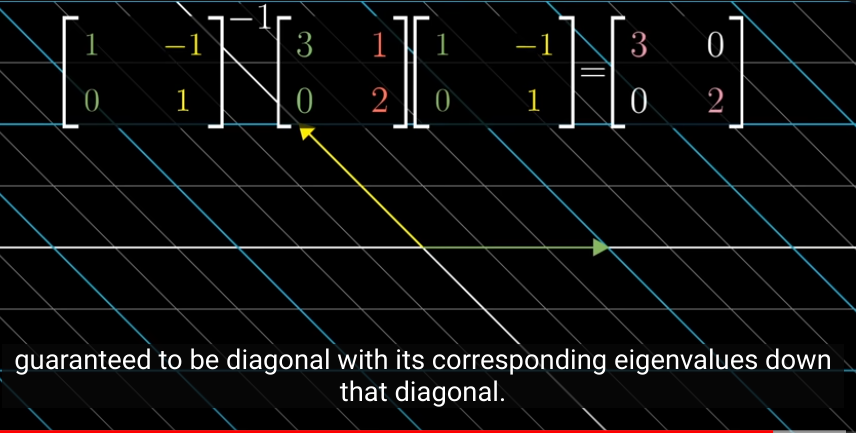 [1 −1 0 1]⁻¹ [3 1 0 2] [1 −1 0 1] = [3 0 0 2]
guaranteed to be diagonal with its corresponding eigenvalues down
that diagonal.